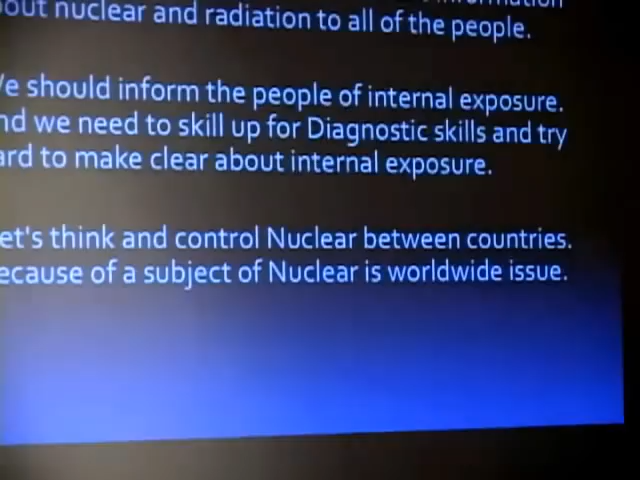 out nuclear and radiation to all of the people.
e should inform the people of internal exposure.
nd we need to skill up for Diagnostic skills and try
ard to make clear about internal exposure.
et's think and control Nuclear between countries.
ecause of a subject of Nuclear is worldwide issue.